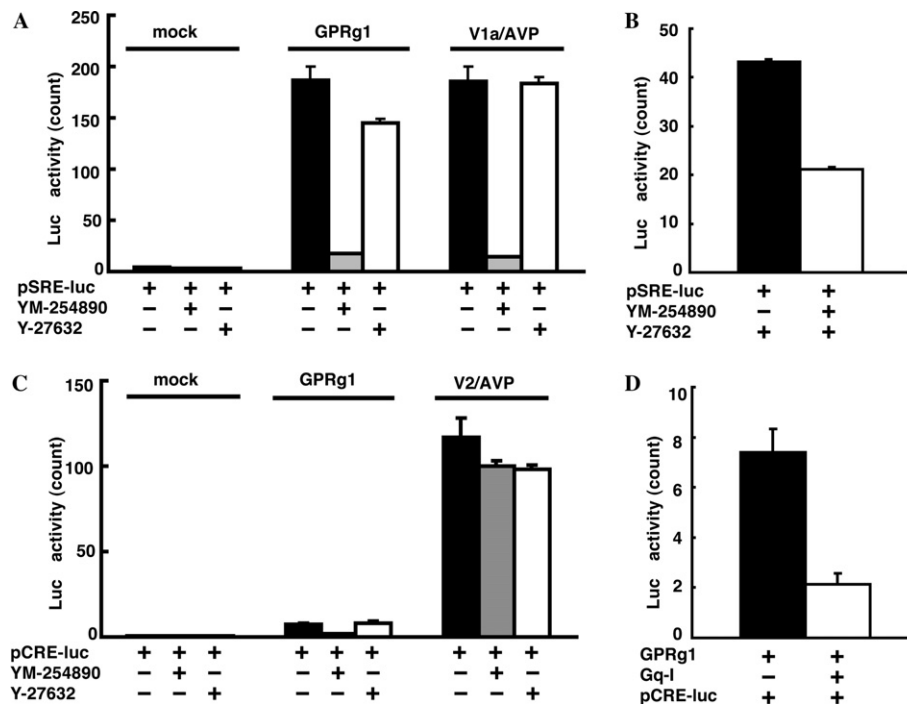 A
250
200
150
100
50
0
Luc activity (count)
mock
GPRg1
V1a/AVP
pSRE-luc + + + + + + + + +
YM-254890 − + − − + − − + −
Y-27632 − − + − − + − − +
B
50
40
30
20
10
0
Luc activity (count)
pSRE-luc + +
YM-254890 − +
Y-27632 + +
C
150
100
50
0
Luc activity (count)
mock
GPRg1
V2/AVP
pCRE-luc + + + + + + + + +
YM-254890 − + − − + − − + −
Y-27632 − − + − − + − − +
D
10
8
6
4
2
0
Luc activity (count)
GPRg1 + +
Gq-I − +
pCRE-luc + +